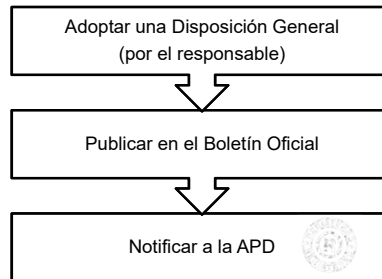 Adoptar una Disposición General
(por el responsable)
Publicar en el Boletín Oficial
Notificar a la APD